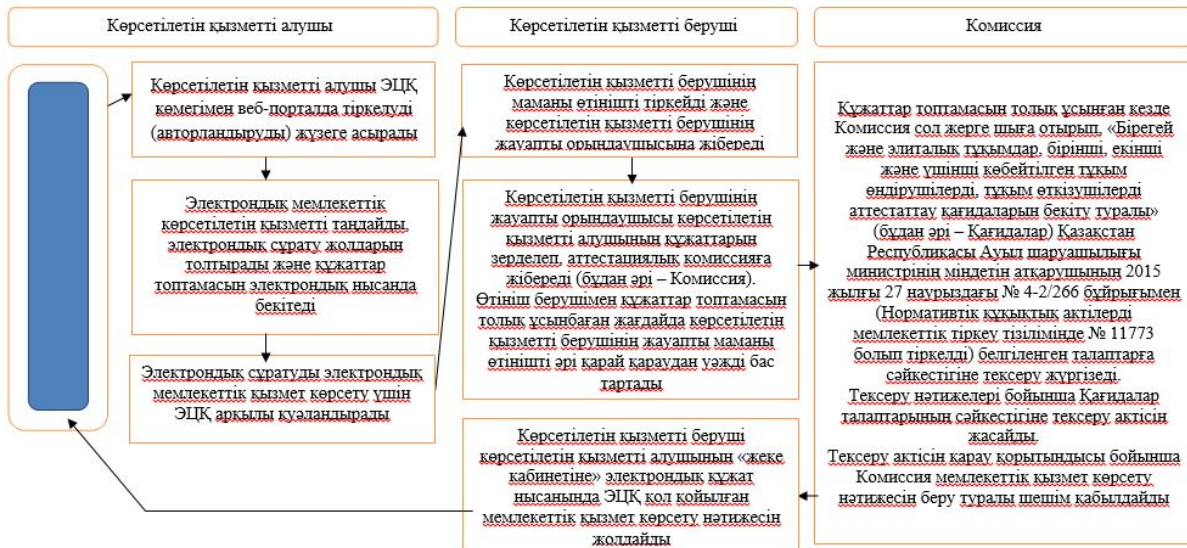 Көрсетілетін қызметті алушы
Көрсетілетін қызметті беруші
Комиссия
Көрсетілетін қызметті алушы ЭЦҚ
көмегімен веб-порталда тіркелуді
(авторландыруды) жүзеге асырады
Электрондық мемлекеттік
көрсетілетін қызметті таңдайды,
электрондық сұрату жолдарын
толтырады және құжаттар
топтамасын электрондық нысанда
бекітеді
Электрондық сұратуды электрондық
мемлекеттік қызмет көрсету үшін
ЭЦҚ арқылы куәландырады
Көрсетілетін қызметті берушінің
маманы өтінішті тіркейді және
көрсетілетін қызметті берушінің
жауапты орындаушысына жібереді
Көрсетілетін қызметті берушінің
жауапты орындаушысы көрсетілетін
қызметті алушының құжаттарын
зерделеп, аттестациялық комиссияға
жібереді (бұдан әрі – Комиссия).
Өтініш берушімен құжаттар топтамасын
толық ұсынбаған жағдайда көрсетілетін
қызметті берушінің жауапты маманы
өтінішті әрі қарай қараудан уәжді бас
тартады
Көрсетілетін қызметті беруші
көрсетілетін қызметті алушының «жеке
кабинетіне» электрондық құжат
нысанында ЭЦҚ қол қойылған
мемлекеттік қызмет көрсету нәтижесін
жолдайды
Құжаттар топтамасын толық ұсынған кезде
Комиссия сол жерге шыға отырып, «Бірегей
және элиталық тұқымдар, бірінші, екінші
және үшінші көбейтілген тұқым
өндірушілерді, тұқым өткізушілерді
аттестаттау қағидаларын бекіту туралы»
(бұдан әрі – Қағидалар) Қазақстан
Республикасы Ауыл шаруашылығы
министрінің міндетін атқарушының 2015
жылғы 27 наурыздағы № 4-2/266 бұйрығымен
(Нормативтік құқықтық актілерді
мемлекеттік тіркеу тізілімінде № 11773
болып тіркелді) белгіленген талаптарға
сәйкестігіне тексеру жүргізеді.
Тексеру нәтижелері бойынша Қағидалар
талаптарының сәйкестігіне тексеру актісін
жасайды.
Тексеру актісін қарау қорытындысы бойынша
Комиссия мемлекеттік қызмет көрсету
нәтижесін беру туралы шешім қабылдайды